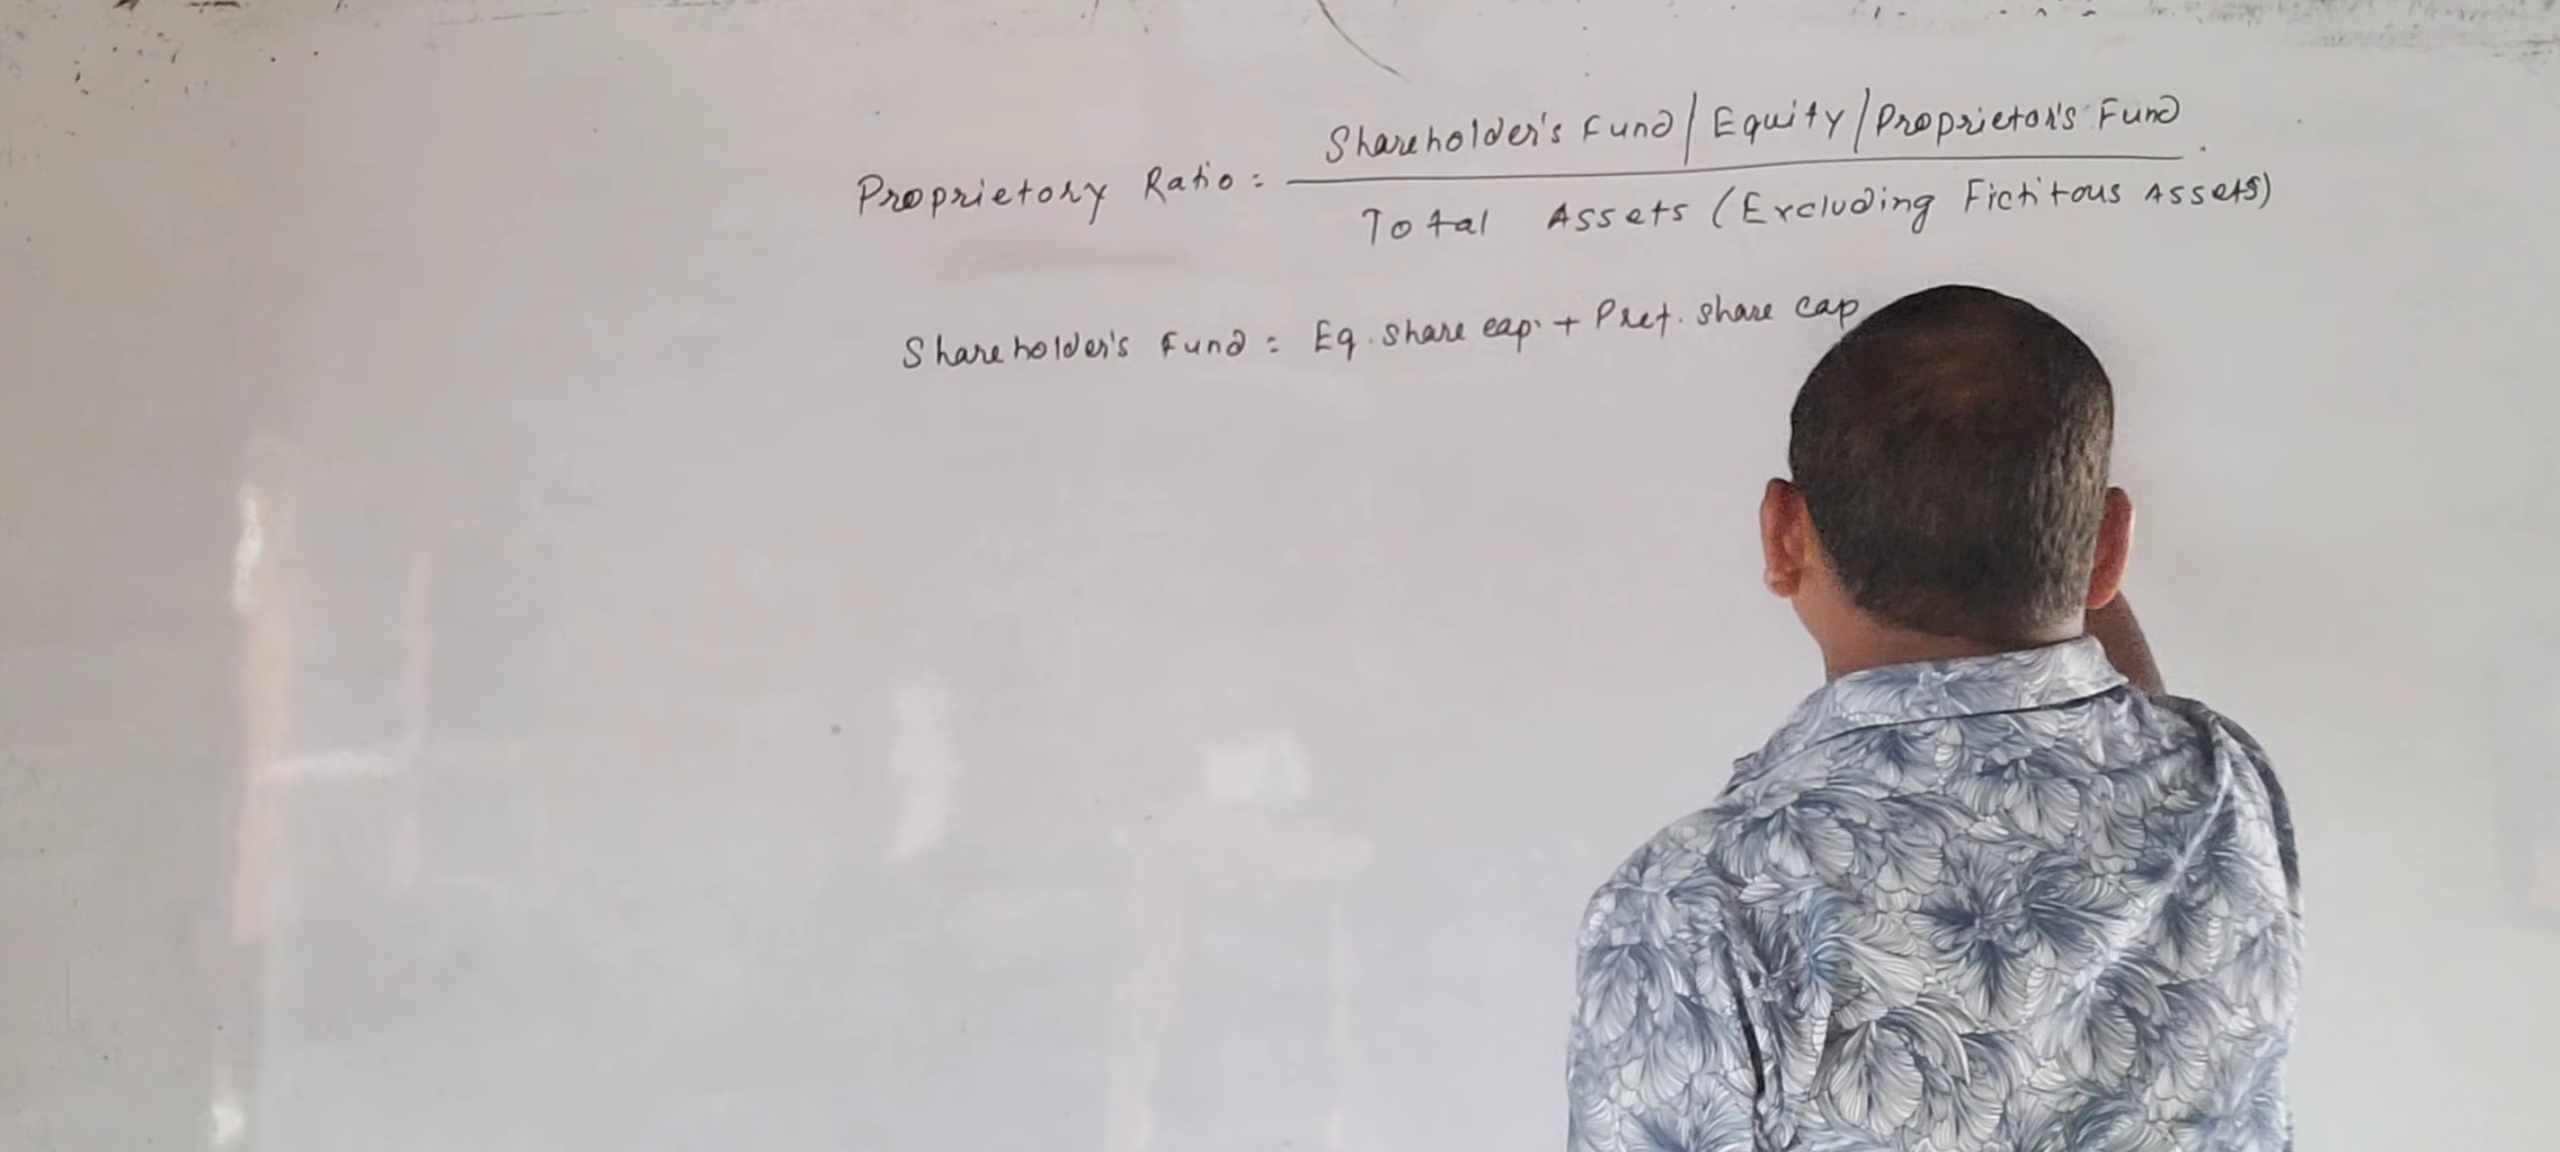 Shareholder's Fund/Equity/Proprietor's Fund
Proprietory Ratio =
Total Assets (Excluding Fictitous Assets)
Shareholder's Fund = Eq. share cap. + Pref. share cap